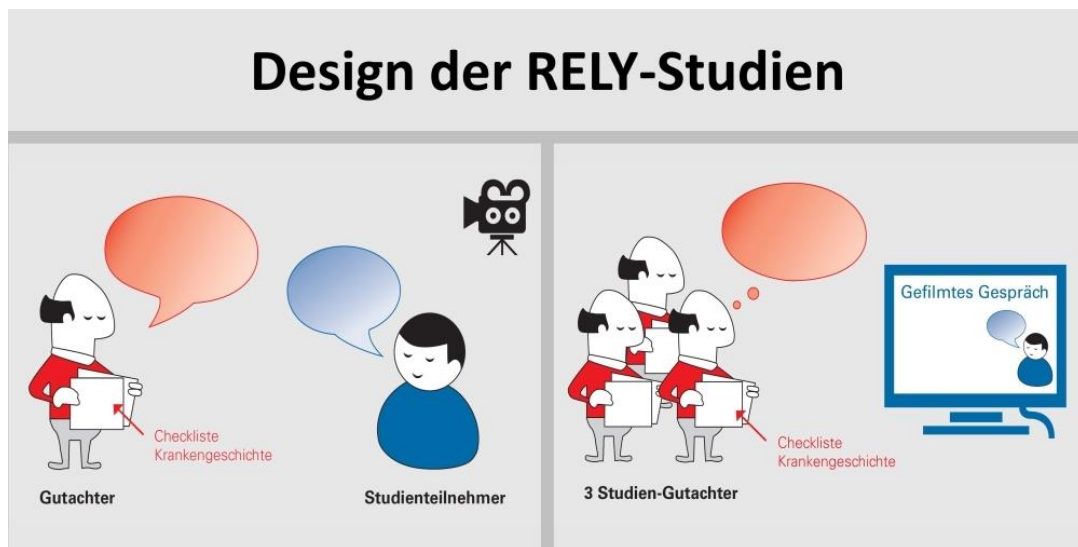 Design der RELY-Studien
Checkliste
Krankengeschichte
Gutachter
Studienteilnehmer
Gefilmtes Gespräch
Checkliste
Krankengeschichte
3 Studien-Gutachter